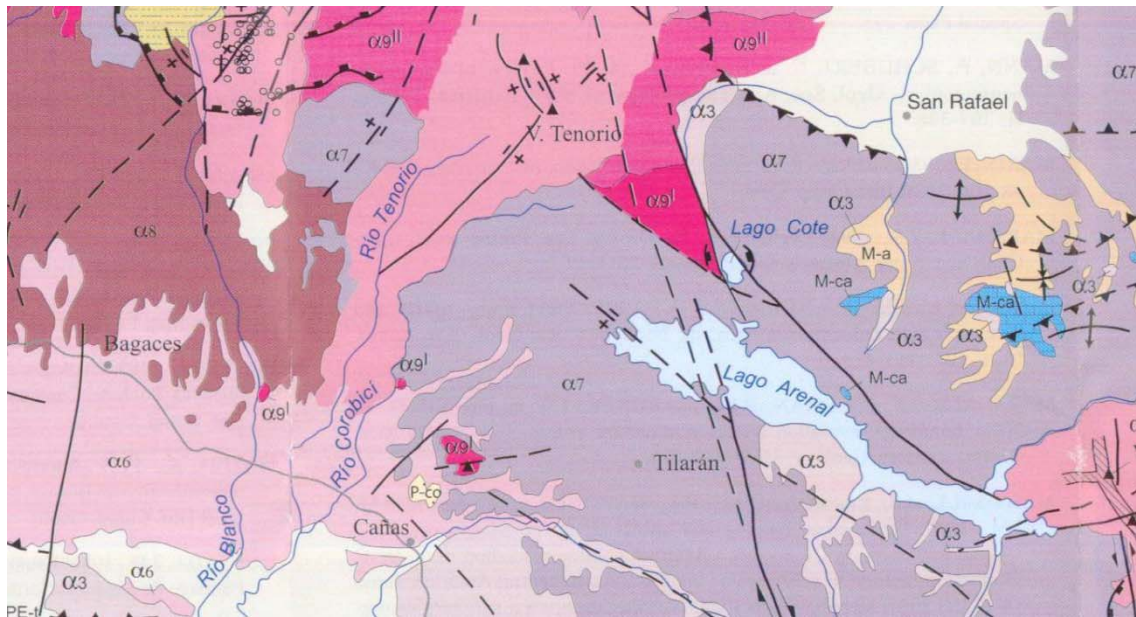 α9ᴵᴵ
α9ᴵᴵ
α7
San Rafael
α3
V. Tenorio
α7
α7
Río Tenorio
α9ᴵ
α3
Lago Cote
α8
M-a
M-ca
M-ca
α3
α3
α3
Bagaces
α9ᴵ
α7
M-ca
Lago Arenal
α9ᴵ
Río Corobicí
α9ᴵ
α6
Tilarán
α3
P-co
Río Blanco
Cañas
α3
α3
α6
PE-t